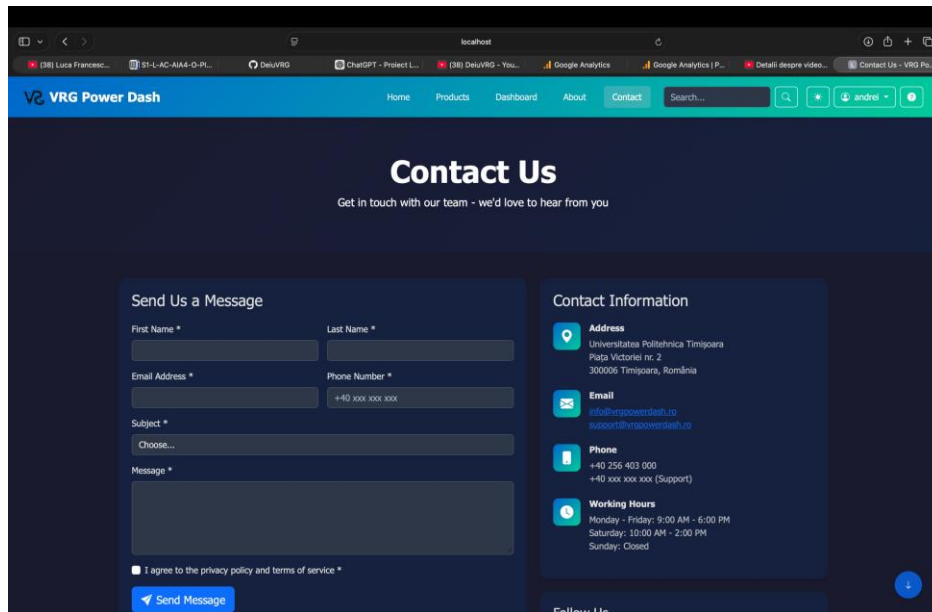 localhost
(38) Luca Francesc...
S1-L-AC-AIA4-O-PI...
DeiuVRG
ChatGPT - Proiect L...
(38) DeiuVRG - You...
Google Analytics
Google Analytics | P...
Detalii despre video...
Contact Us - VRG Po...
VRG Power Dash
Home
Products
Dashboard
About
Contact
Search...
andrei
Contact Us
Get in touch with our team - we'd love to hear from you
Send Us a Message
First Name *
Last Name *
Email Address *
Phone Number *
+40 xxx xxx xxx
Subject *
Choose...
Message *
I agree to the privacy policy and terms of service *
Send Message
Contact Information
Address
Universitatea Politehnica Timișoara
Piața Victoriei nr. 2
300006 Timișoara, România
Email
info@vrgpowerdash.ro
support@vrgpowerdash.ro
Phone
+40 256 403 000
+40 xxx xxx xxx (Support)
Working Hours
Monday - Friday: 9:00 AM - 6:00 PM
Saturday: 10:00 AM - 2:00 PM
Sunday: Closed
Follow Us